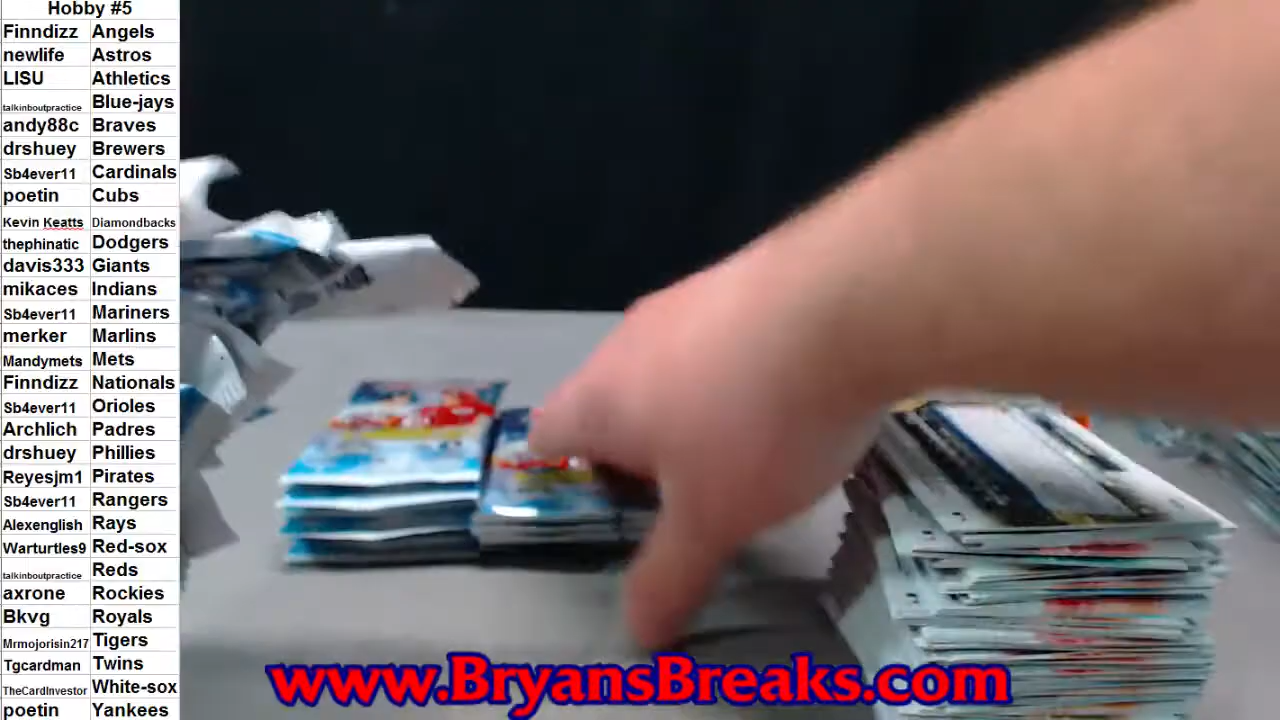 Hobby #5
Finndizz Angels
newlife Astros
LISU Athletics
talkinboutpractice Blue-jays
andy88c Braves
drshuey Brewers
Sb4ever11 Cardinals
poetin Cubs
Kevin Keatts Diamondbacks
thephinatic Dodgers
davis333 Giants
mikaces Indians
Sb4ever11 Mariners
merker Marlins
Mandymets Mets
Finndizz Nationals
Sb4ever11 Orioles
Archlich Padres
drshuey Phillies
Reyesjm1 Pirates
Sb4ever11 Rangers
Alexenglish Rays
Warturtles9 Red-sox
talkinboutpractice Reds
axrone Rockies
Bkvg Royals
Mrmojorisin217 Tigers
Tgcardman Twins
TheCardInvestor White-sox
poetin Yankees
www.BryansBreaks.com